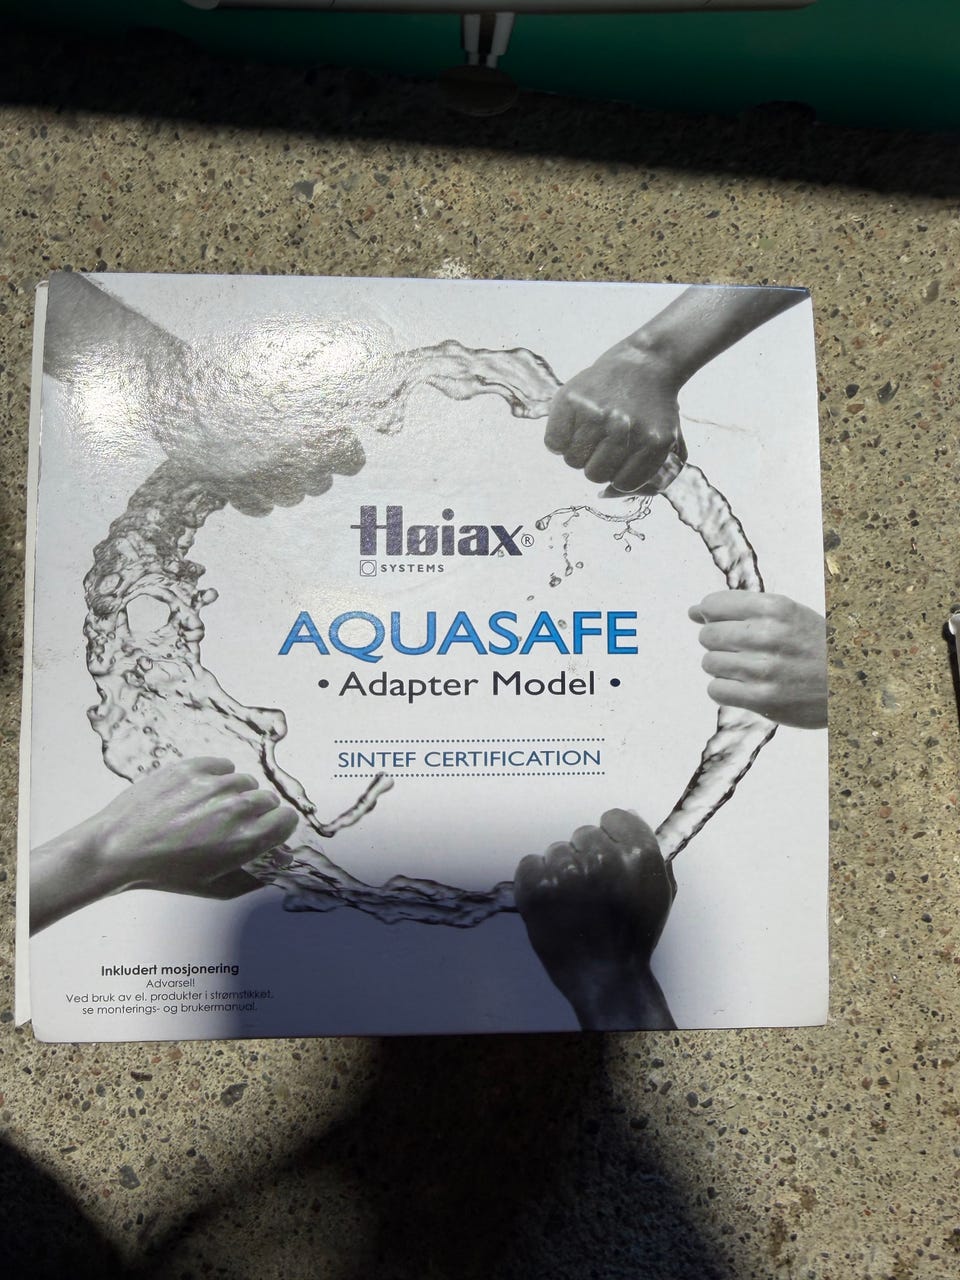 Høiax®
SYSTEMS
AQUASAFE
• Adapter Model •
SINTEF CERTIFICATION
Inkludert mosjonering
Advarsel!
Ved bruk av el. produkter i strømstikket,
se monterings- og brukermanual.